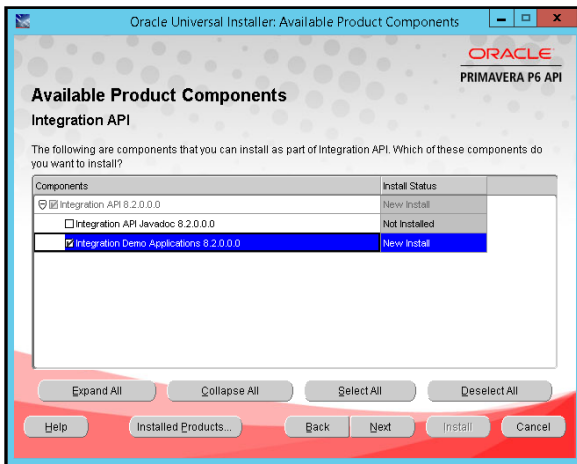 Oracle Universal Installer: Available Product Components
ORACLE
PRIMAVERA P6 API
Available Product Components
Integration API
The following are components that you can install as part of Integration API. Which of these components do
you want to install?
Components Install Status
Integration API 8.2.0.0.0 New Install
Integration API Javadoc 8.2.0.0.0 Not Installed
Integration Demo Applications 8.2.0.0.0 New Install
Expand All Collapse All Select All Deselect All
Help Installed Products... Back Next Install Cancel